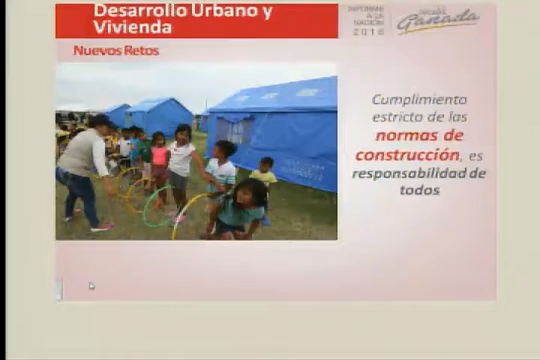 Desarrollo Urbano y
Vivienda
INFORME
A LA
NACIÓN
2016
Ganada
Nuevos Retos
Cumplimiento
estricto de las
normas de
construcción, es
responsabilidad de
todos